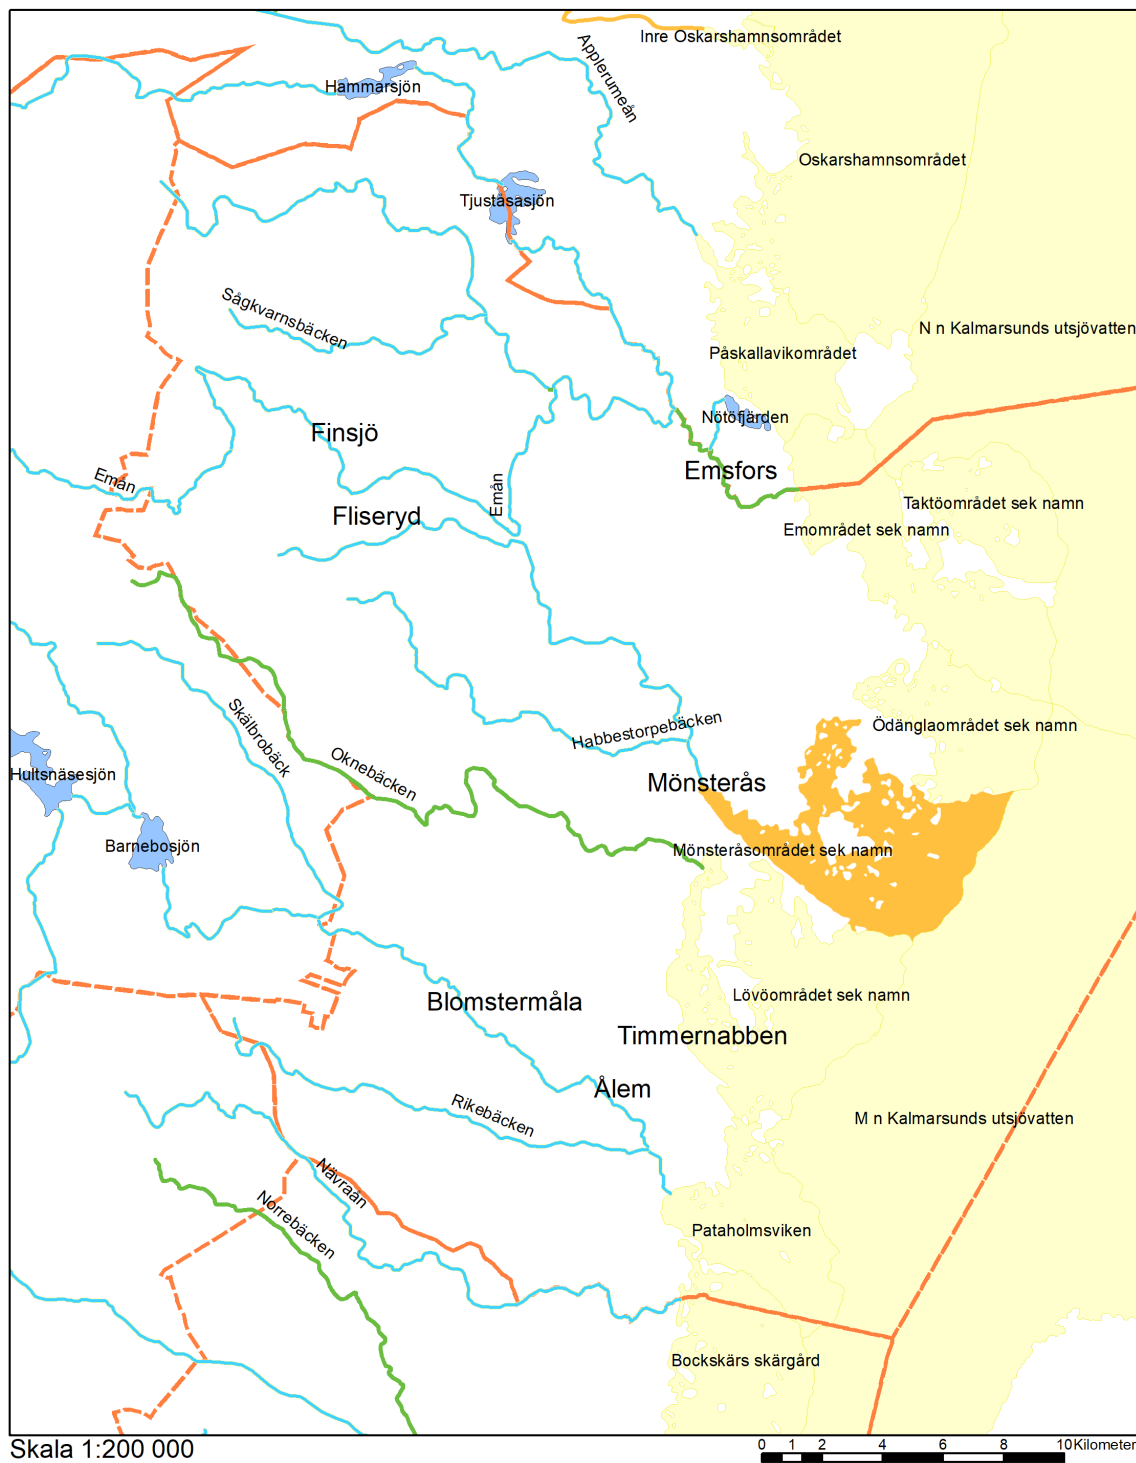 Inre Oskarshamnsområdet
Applerumeån
Hammarsjön
Oskarshamnsområdet
Tjuståsasjön
Sågkvarnsbäcken
N n Kalmarsunds utsjövatten
Påskallavikområdet
Nötöfjärden
Finsjö
Emsfors
Emån
Emån
Taktöområdet sek namn
Fliseryd
Emområdet sek namn
Skälbrobäck
Habbestorpebäcken
Ödänglaområdet sek namn
Oknebäcken
Hultsnäsesjön
Mönsterås
Barnebosjön
Mönsteråsområdet sek namn
Lövöområdet sek namn
Blomstermåla
Timmernabben
Ålem
Rikebäcken
M n Kalmarsunds utsjövatten
Nävraån
Norrebäcken
Pataholmsviken
Bockskärs skärgård
Skala 1:200 000
0 1 2 4 6 8 10 Kilometer